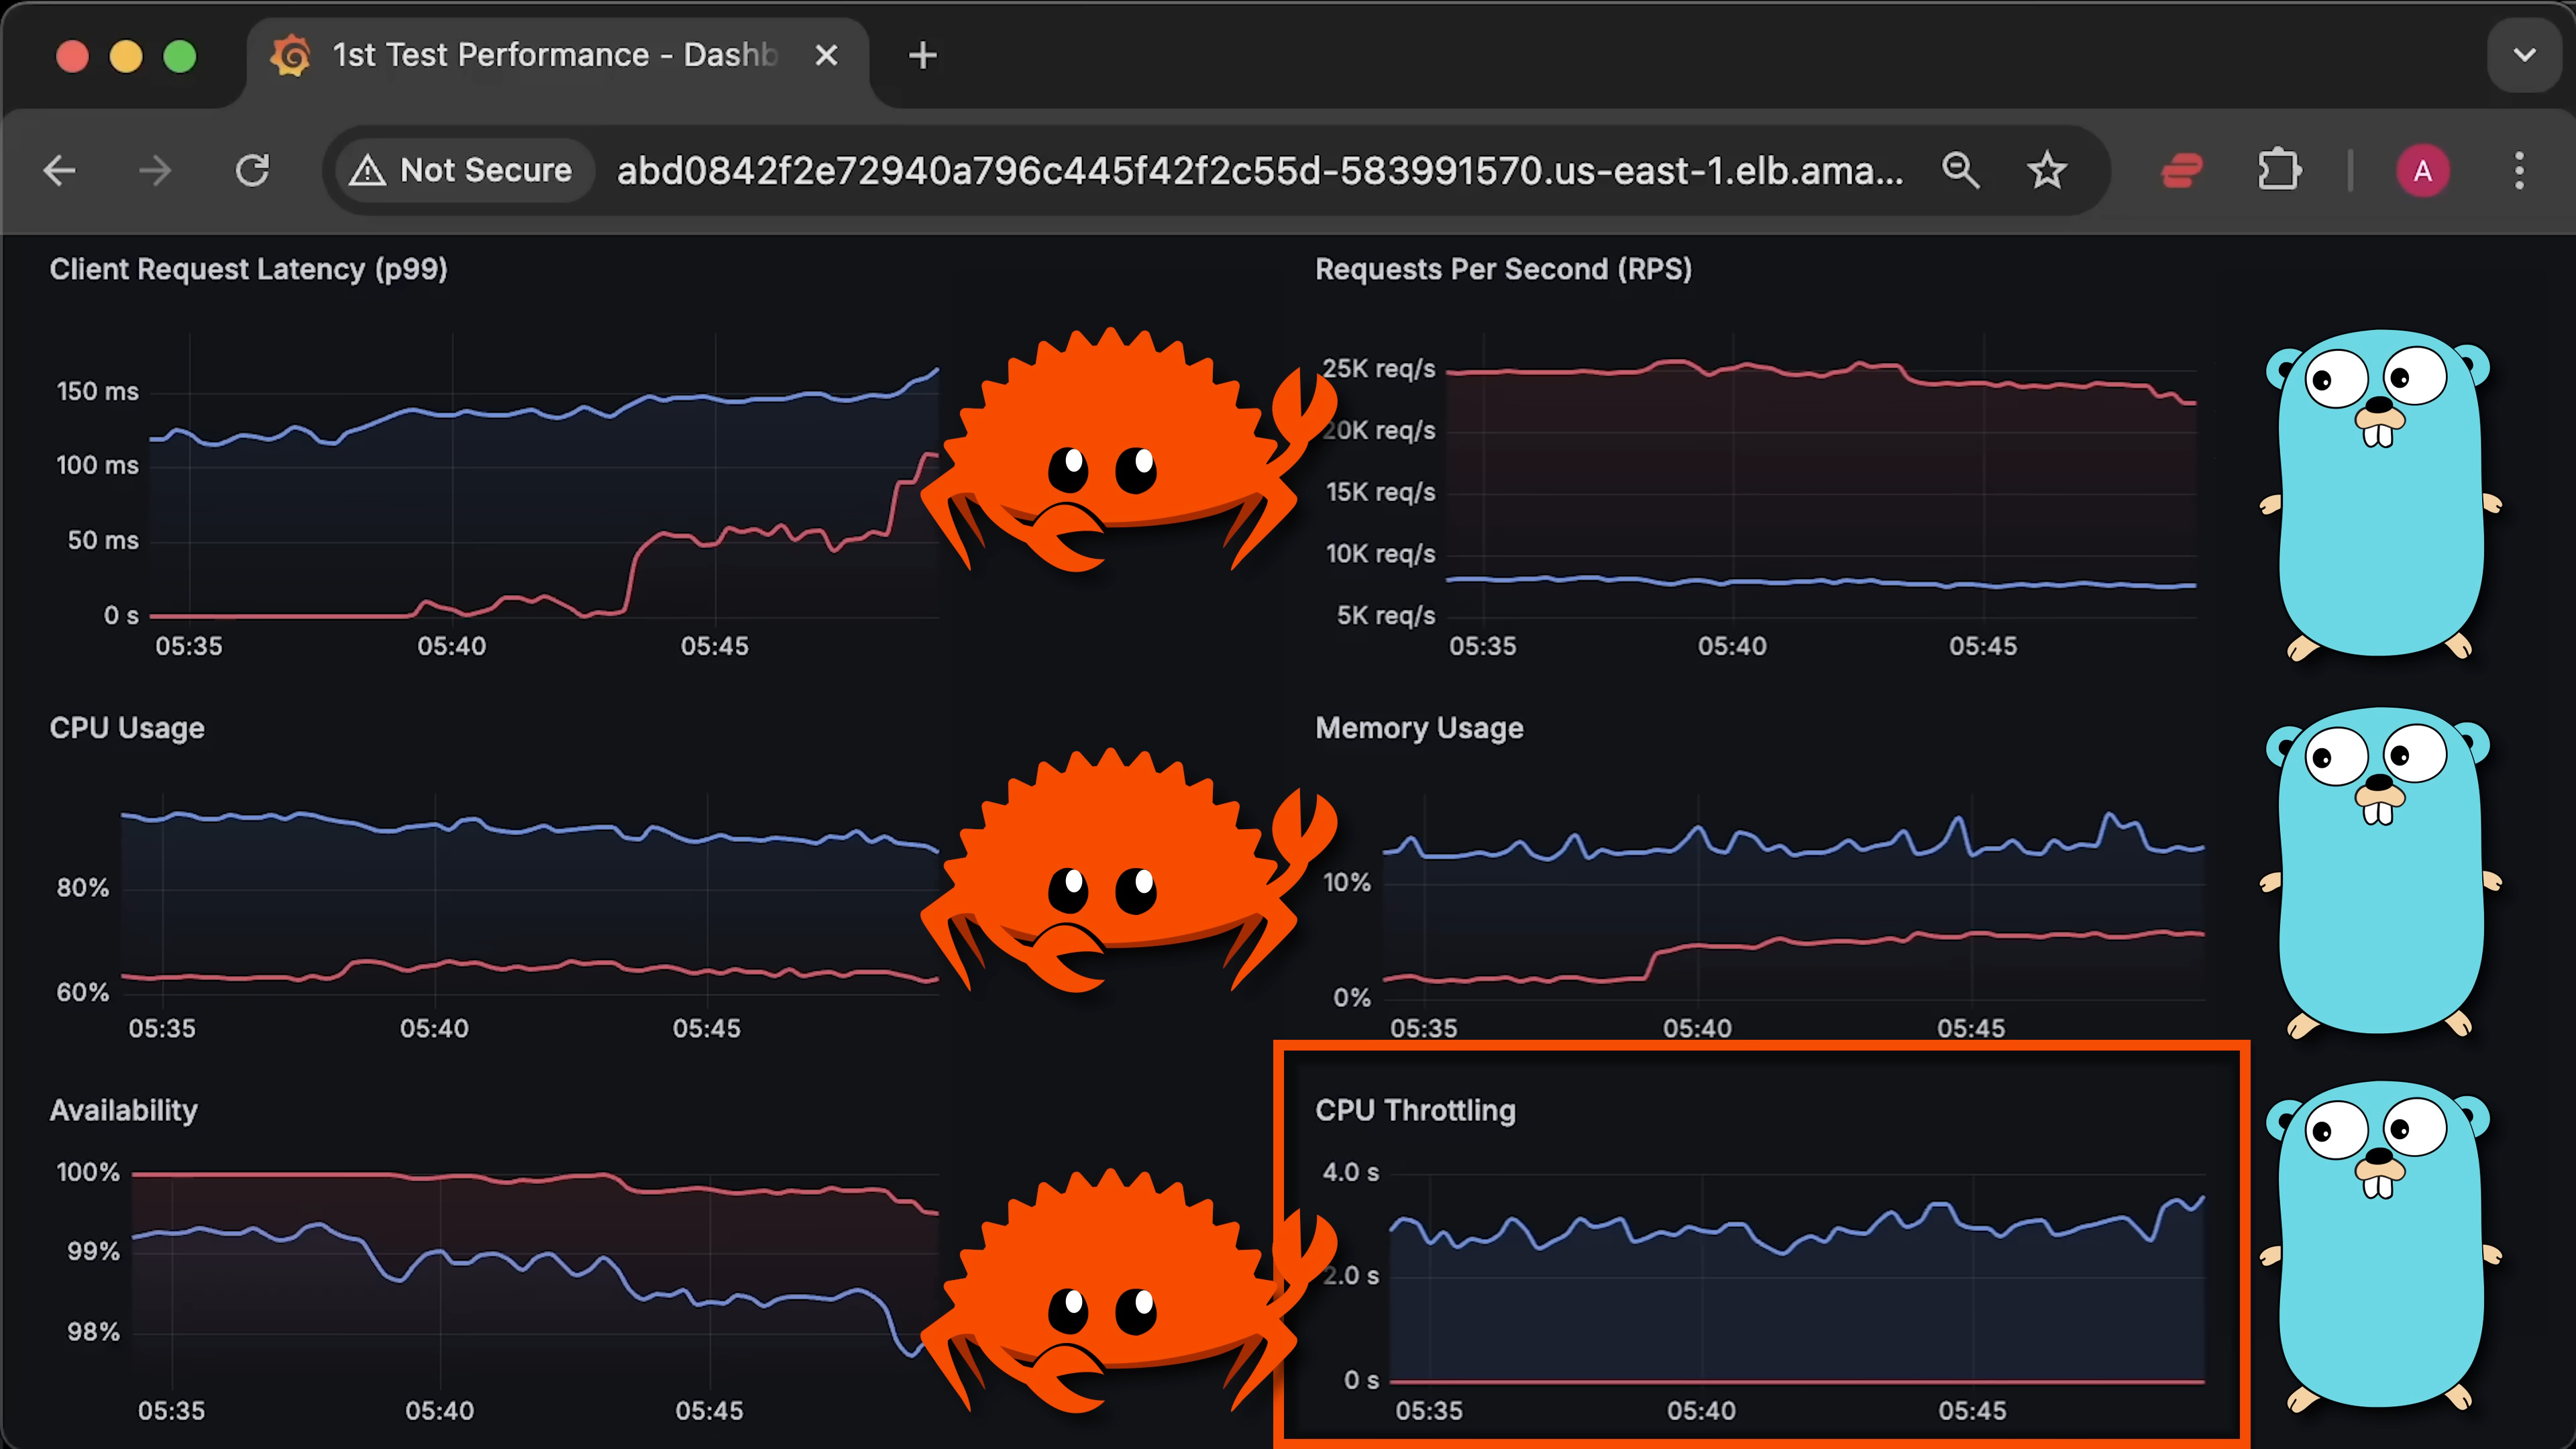 1st Test Performance - Dashb
Not Secure
abd0842f2e72940a796c445f42f2c55d-583991570.us-east-1.elb.ama...
A
Client Request Latency (p99)
150 ms
100 ms
50 ms
0 s
05:35 05:40 05:45
Requests Per Second (RPS)
25K req/s
20K req/s
15K req/s
10K req/s
5K req/s
05:35 05:40 05:45
CPU Usage
80%
60%
05:35 05:40 05:45
Memory Usage
10%
0%
05:35 05:40 05:45
Availability
100%
99%
98%
05:35 05:40 05:45
CPU Throttling
4.0 s
2.0 s
0 s
05:35 05:40 05:45